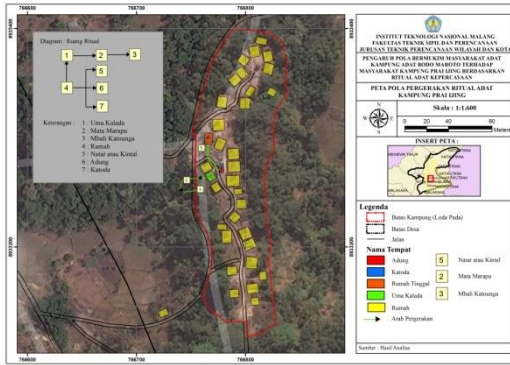 Diagram : Ruang Ritual
1
2
3
5
4
6
7
Keterangan : 1 : Uma Kalada
2 : Mata Marapu
3 : Mbali Katounga
4 : Rumah
5 : Natar atau Kintal
6 : Adung
7 : Katoda
766600
766700
766800
8933400
8933200
INSTITUT TEKNOLOGI NASIONAL MALANG
FAKULTAS TEKNIK SIPIL DAN PERENCANAAN
JURUSAN TEKNIK PERENCANAAN WILAYAH DAN KOTA
PENGARUH POLA BERMUKIM MASYARAKAT ADAT
KAMPUNG ADAT BODO MAROTO TERHADAP
MASYARAKAT KAMPUNG PRAI IJING BERDASARKAN
RITUAL ADAT KEPERCAYAAN
PETA POLA PERGERAKAN RITUAL ADAT
KAMPUNG PRAI IJING
Skala : 1:1.600
0 20 40 80
Meters
INSERT PETA :
Legenda
Batas Kampung (Loda Pada)
Batas Desa
Jalan
Nama Tempat
Adung
Katoda
Rumah Tinggal
Uma Kalada
Rumah
Arah Pergerakan
5 Natar atau Kintal
2 Mata Marapu
3 Mbali Katounga
Sumber : Hasil Analisa